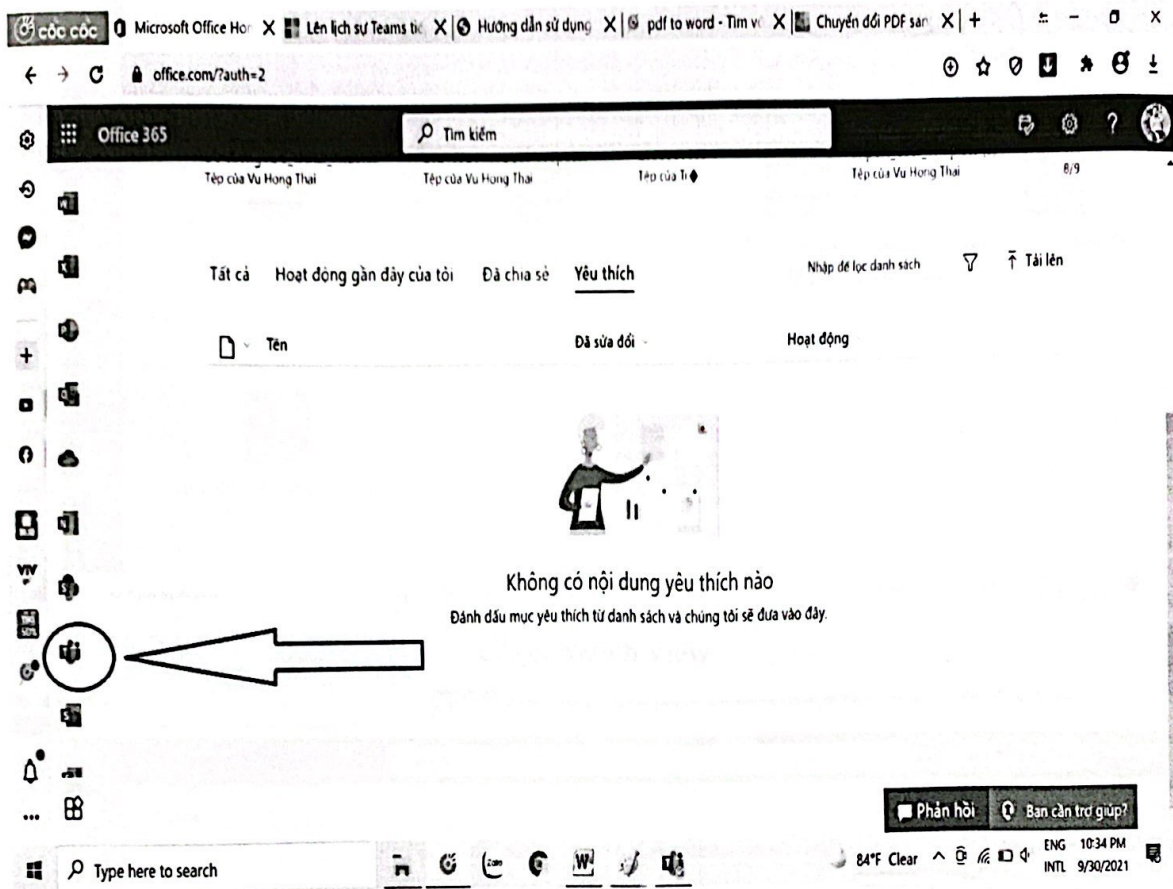 cốc cốc Microsoft Office Hor Lên lịch sự Teams Hướng dẫn sử dụng pdf to word - Tìm v Chuyển đổi PDF san
office.com/?auth=2
Office 365 Tìm kiếm
Tệp của Vu Hong Thai Tệp của Vu Hong Thai Tệp của Tệp của Vu Hong Thai 8/9
Tất cả Hoạt động gần đây của tôi Đã chia sẻ Yêu thích Nhập để lọc danh sách Tải lên
Tên Đã sửa đổi Hoạt động
Không có nội dung yêu thích nào
Đánh dấu mục yêu thích từ danh sách và chúng tôi sẽ đưa vào đây.
Phản hồi Bạn cần trợ giúp?
Type here to search Zalo W 84°F Clear ENG 10:34 PM
INTL 9/30/2021